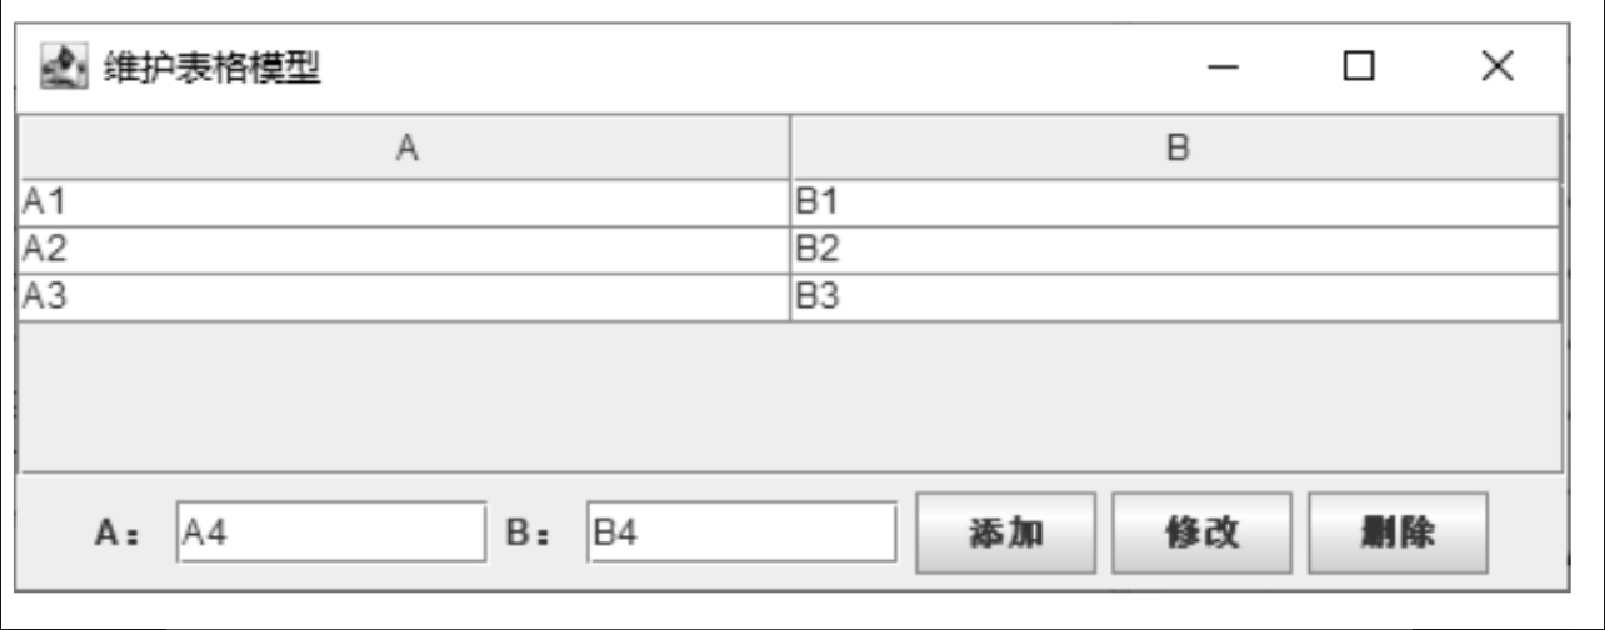 维护表格模型
A B
A1 B1
A2 B2
A3 B3
A： A4 B： B4 添加 修改 删除